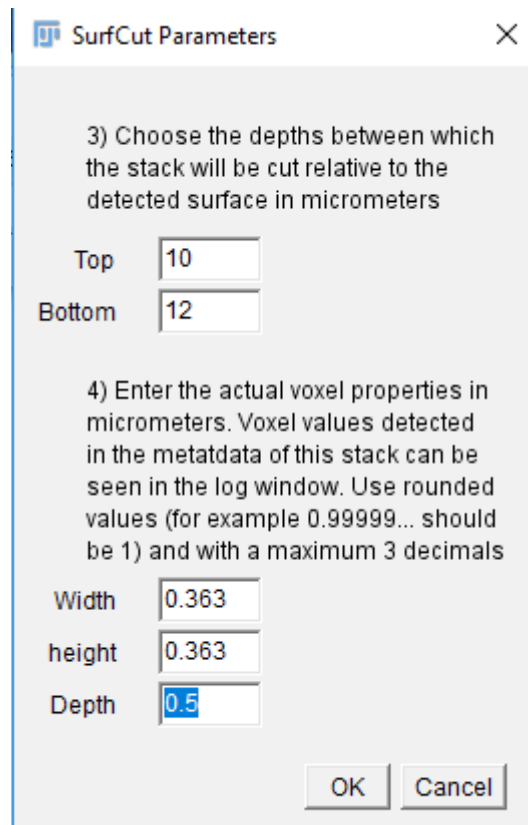 SurfCut Parameters
3) Choose the depths between which
the stack will be cut relative to the
detected surface in micrometers
Top 10
Bottom 12
4) Enter the actual voxel properties in
micrometers. Voxel values detected
in the metatdata of this stack can be
seen in the log window. Use rounded
values (for example 0.99999... should
be 1) and with a maximum 3 decimals
Width 0.363
height 0.363
Depth 0.5
OK Cancel